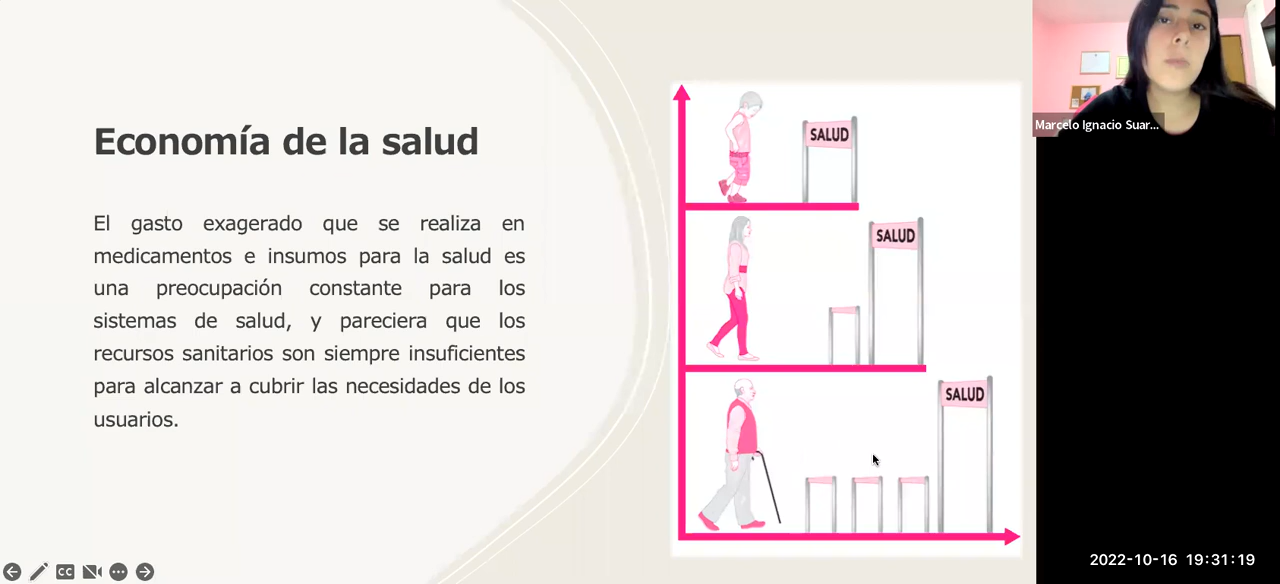 Economía de la salud
El gasto exagerado que se realiza en
medicamentos e insumos para la salud es
una preocupación constante para los
sistemas de salud, y pareciera que los
recursos sanitarios son siempre insuficientes
para alcanzar a cubrir las necesidades de los
usuarios.
SALUD
SALUD
SALUD
Marcelo Ignacio Suar...
CC
2022-10-16 19:31:19